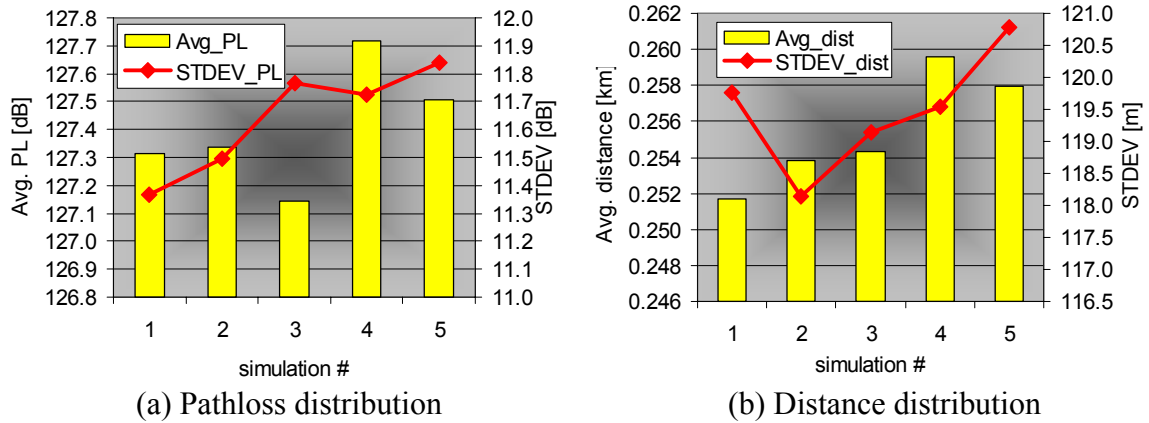 127.8
127.7
127.6
127.5
127.4
127.3
127.2
127.1
127.0
126.9
126.8
Avg. PL [dB]
Avg_PL
STDEV_PL
12.0
11.9
11.8
11.7
11.6
11.5
11.4
11.3
11.2
11.1
11.0
STDEV [dB]
1 2 3 4 5
simulation #
(a) Pathloss distribution
0.262
0.260
0.258
0.256
0.254
0.252
0.250
0.248
0.246
Avg. distance [km]
Avg_dist
STDEV_dist
121.0
120.5
120.0
119.5
119.0
118.5
118.0
117.5
117.0
116.5
STDEV [m]
1 2 3 4 5
simulation #
(b) Distance distribution